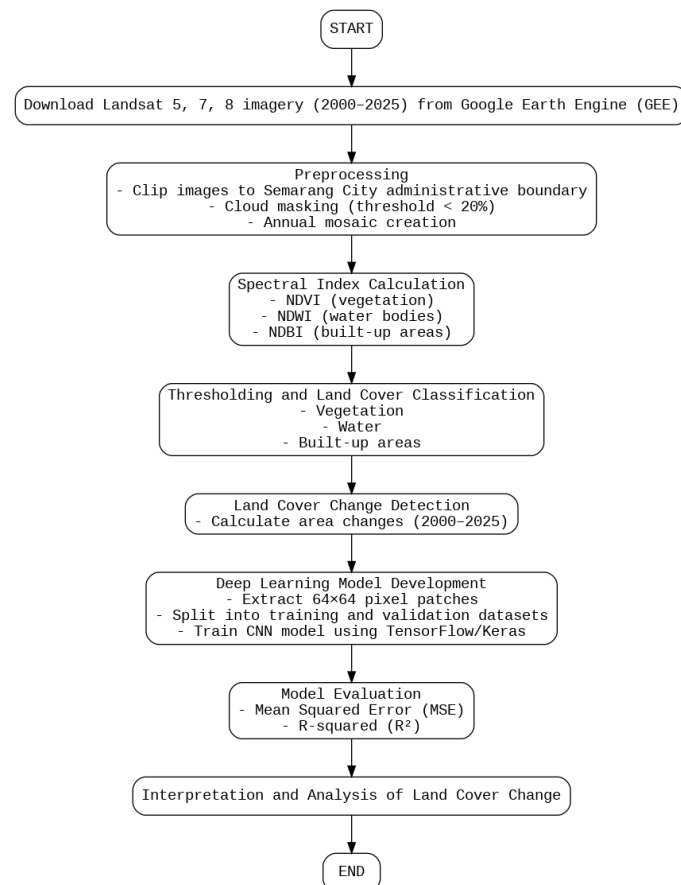 START
Download Landsat 5, 7, 8 imagery (2000–2025) from Google Earth Engine (GEE)
Preprocessing
- Clip images to Semarang City administrative boundary
- Cloud masking (threshold < 20%)
- Annual mosaic creation
Spectral Index Calculation
- NDVI (vegetation)
- NDWI (water bodies)
- NDBI (built-up areas)
Thresholding and Land Cover Classification
- Vegetation
- Water
- Built-up areas
Land Cover Change Detection
- Calculate area changes (2000–2025)
Deep Learning Model Development
- Extract 64×64 pixel patches
- Split into training and validation datasets
- Train CNN model using TensorFlow/Keras
Model Evaluation
- Mean Squared Error (MSE)
- R-squared (R²)
Interpretation and Analysis of Land Cover Change
END